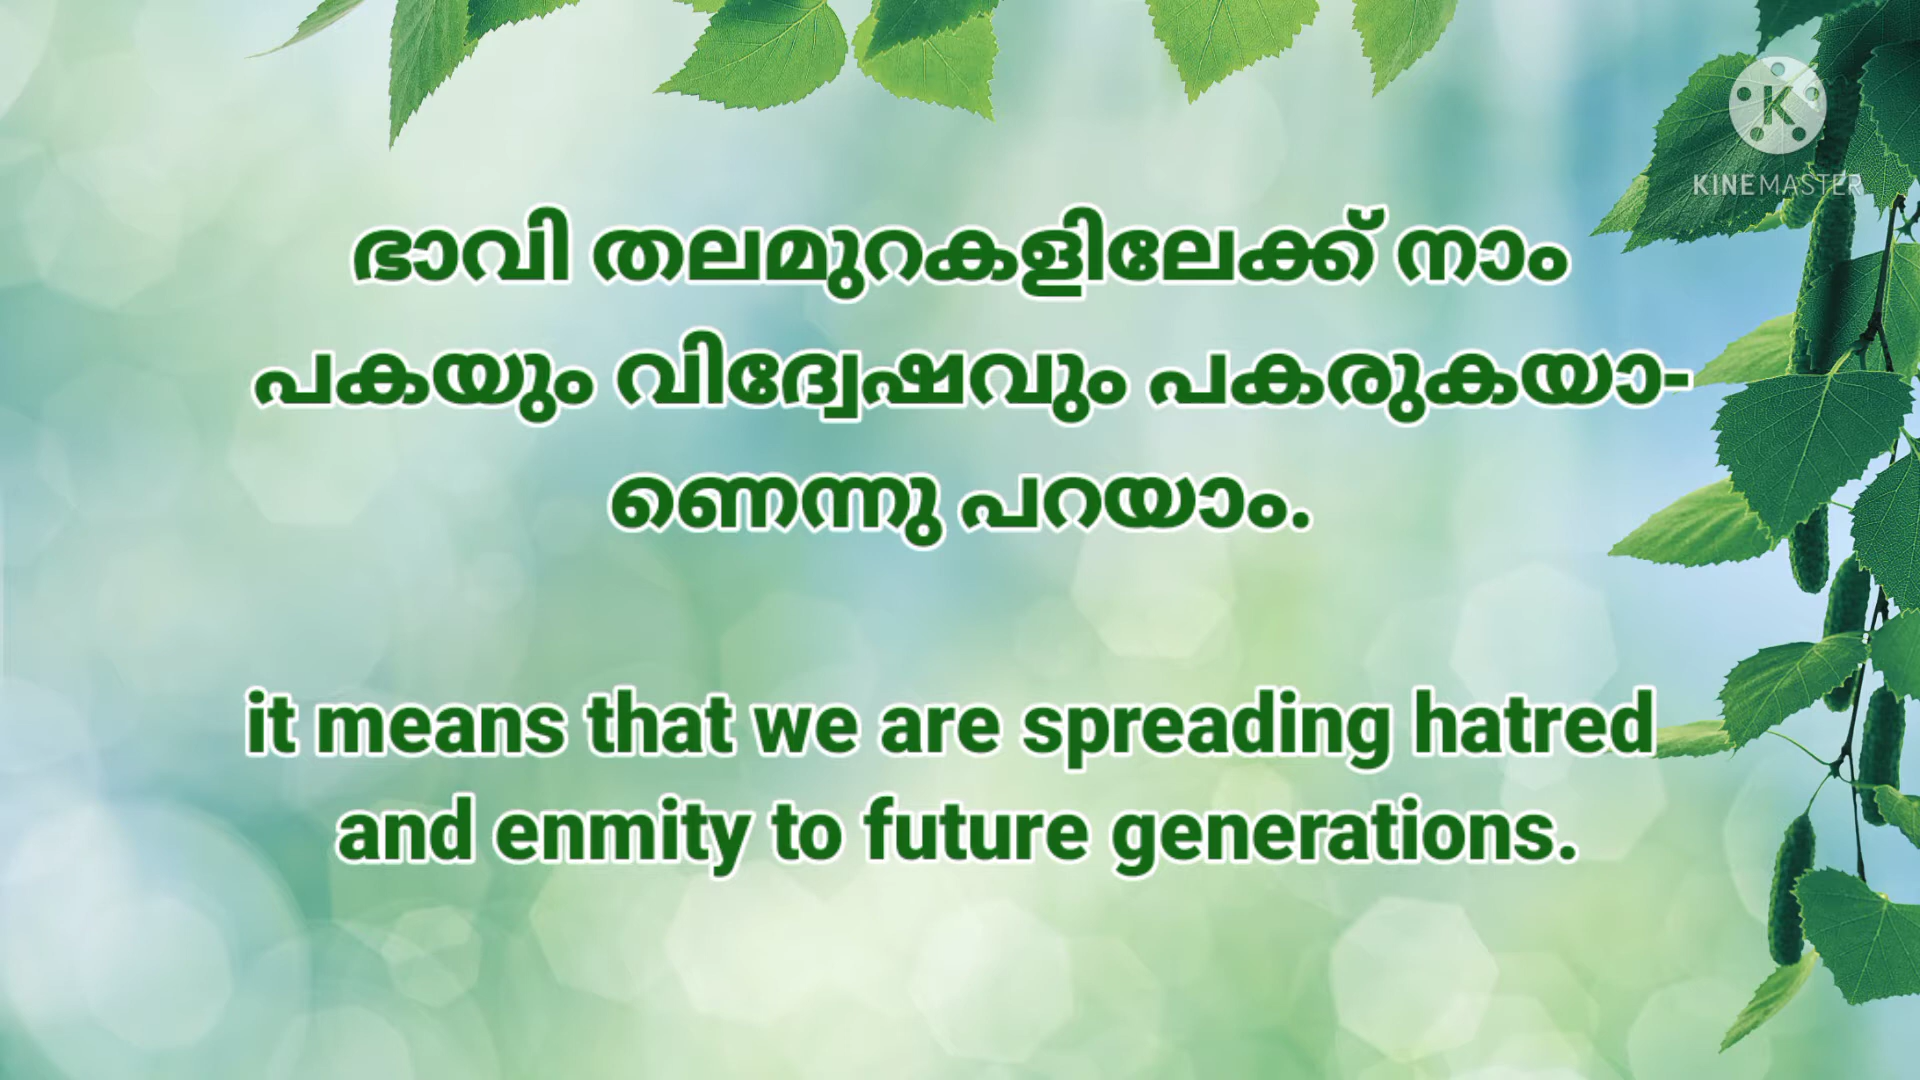 K
KINEMASTER
ഭാവി തലമുറകളിലേക്ക് നാം
പകയും വിദ്വേഷവും പകരുകയാ-
ണെന്നു പറയാം.
it means that we are spreading hatred
and enmity to future generations.